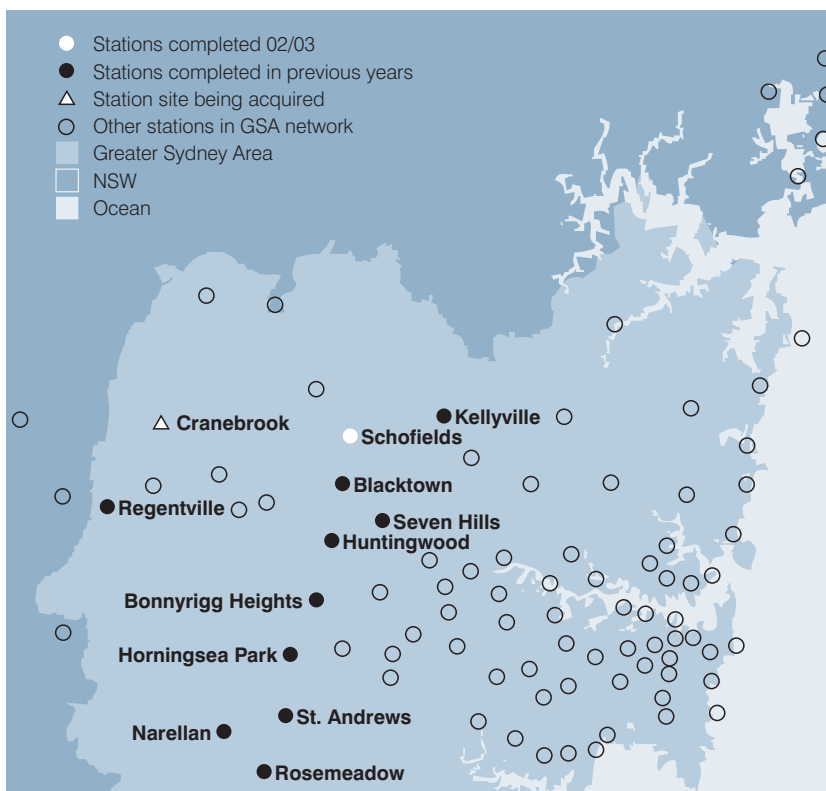 Stations completed 02/03
Stations completed in previous years
Station site being acquired
Other stations in GSA network
Greater Sydney Area
NSW
Ocean
Kellyville
Cranebrook
Schofields
Blacktown
Regentville
Seven Hills
Huntingwood
Bonnyrigg Heights
Horningsea Park
St. Andrews
Narellan
Rosemeadow